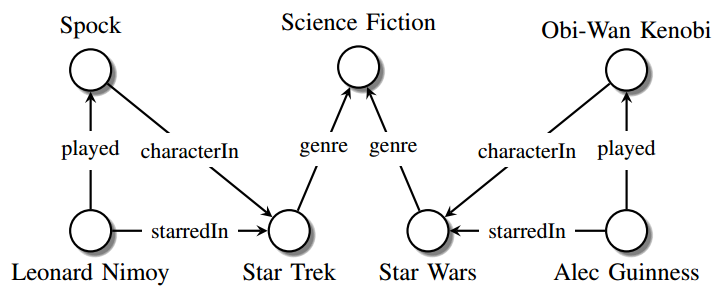 Spock
Science Fiction
Obi-Wan Kenobi
played
characterIn
genre
genre
characterIn
played
starredIn
starredIn
Leonard Nimoy
Star Trek
Star Wars
Alec Guinness